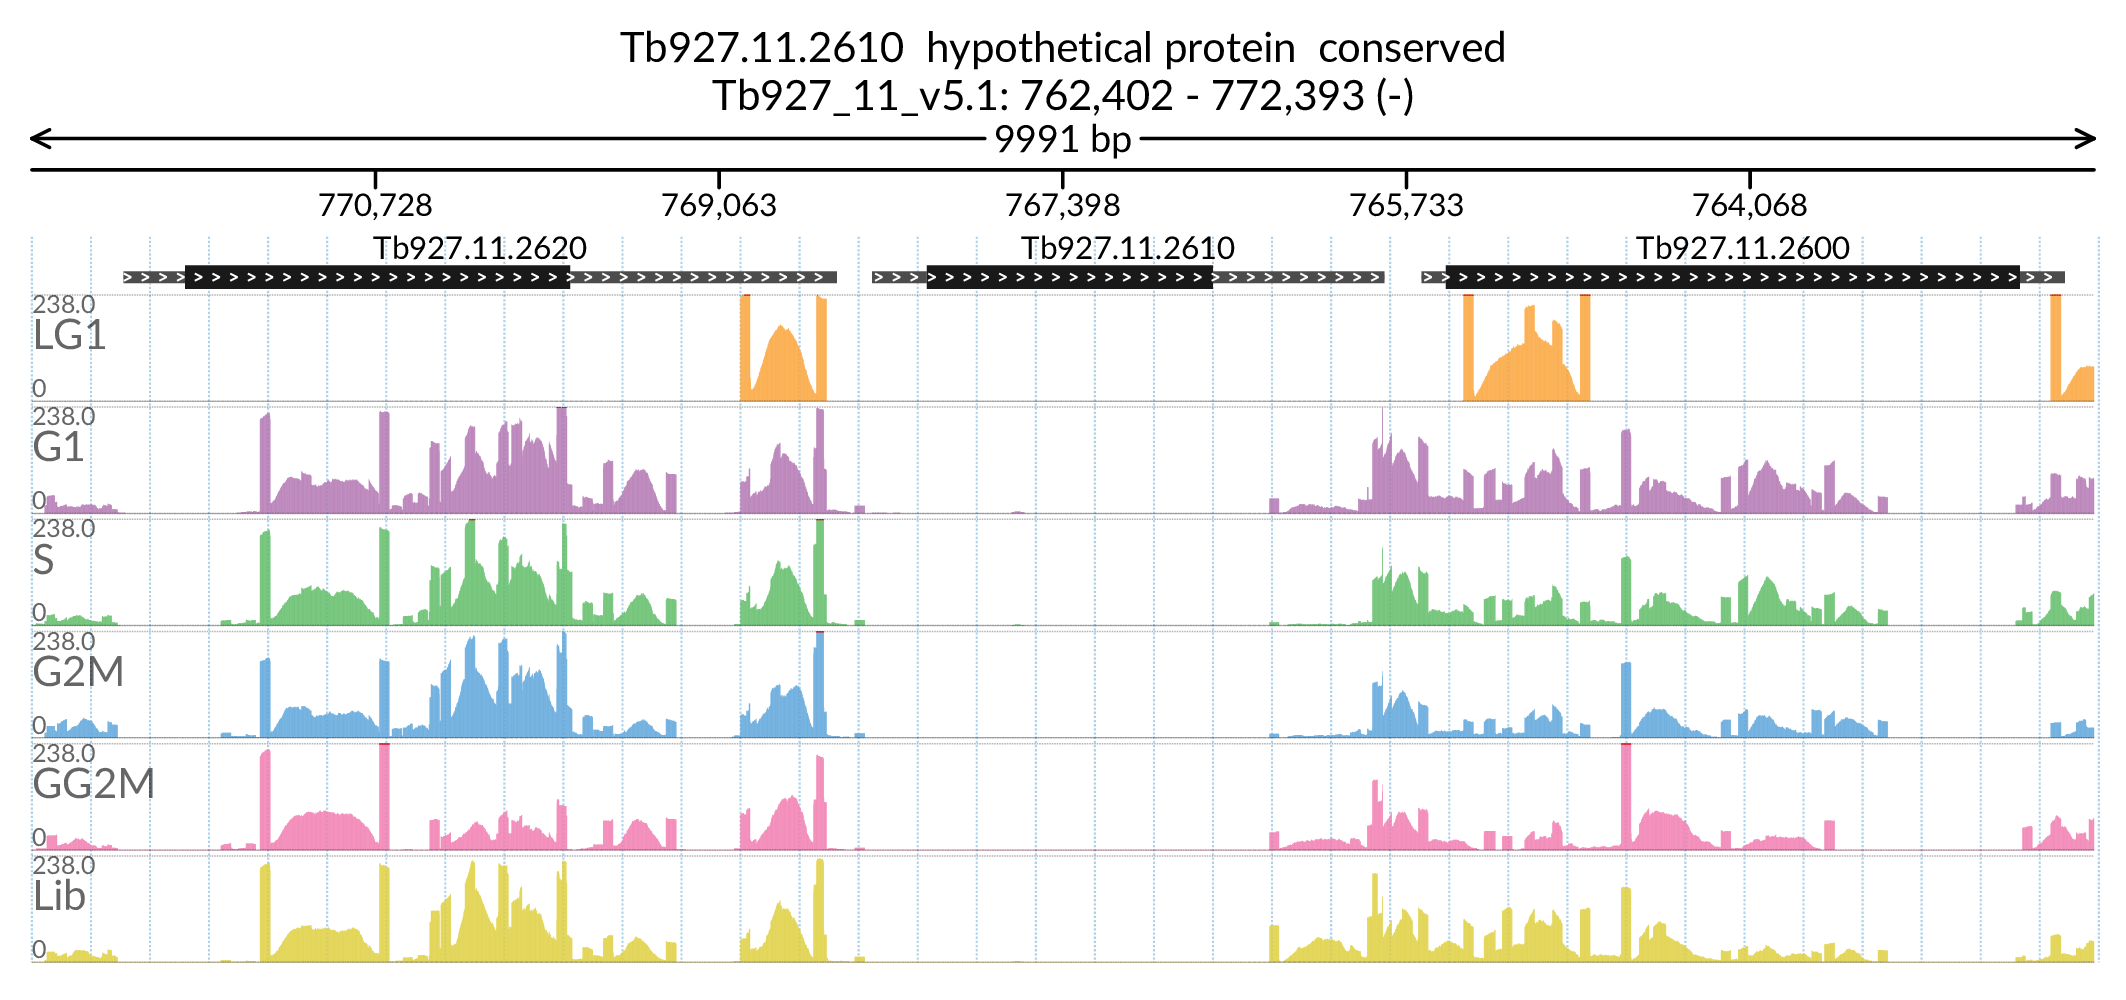 Tb927.11.2610 hypothetical protein conserved
Tb927_11_v5.1: 762,402 - 772,393 (-)
9991 bp
770,728 769,063 767,398 765,733 764,068
Tb927.11.2620 Tb927.11.2610 Tb927.11.2600
238.0
LG1
0
238.0
G1
0
238.0
S
0
238.0
G2M
0
238.0
GG2M
0
238.0
Lib
0